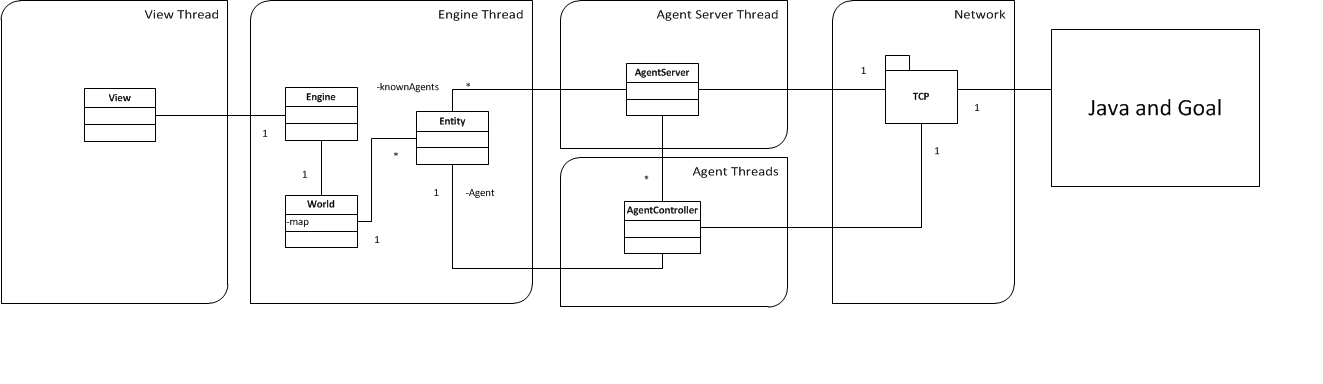 View Thread
Engine Thread
Agent Server Thread
Network
View
1
Engine
1
World
-map
1
*
-knownAgents
*
Entity
1
-Agent
AgentServer
*
Agent Threads
AgentController
1
TCP
1
1
Java and Goal